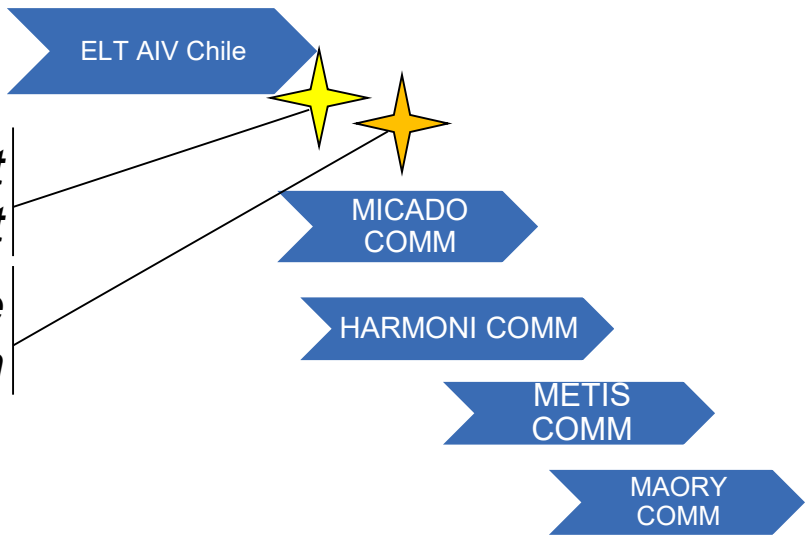 ELT AIV Chile
MICADO
COMM
HARMONI COMM
METIS
COMM
MAORY
COMM